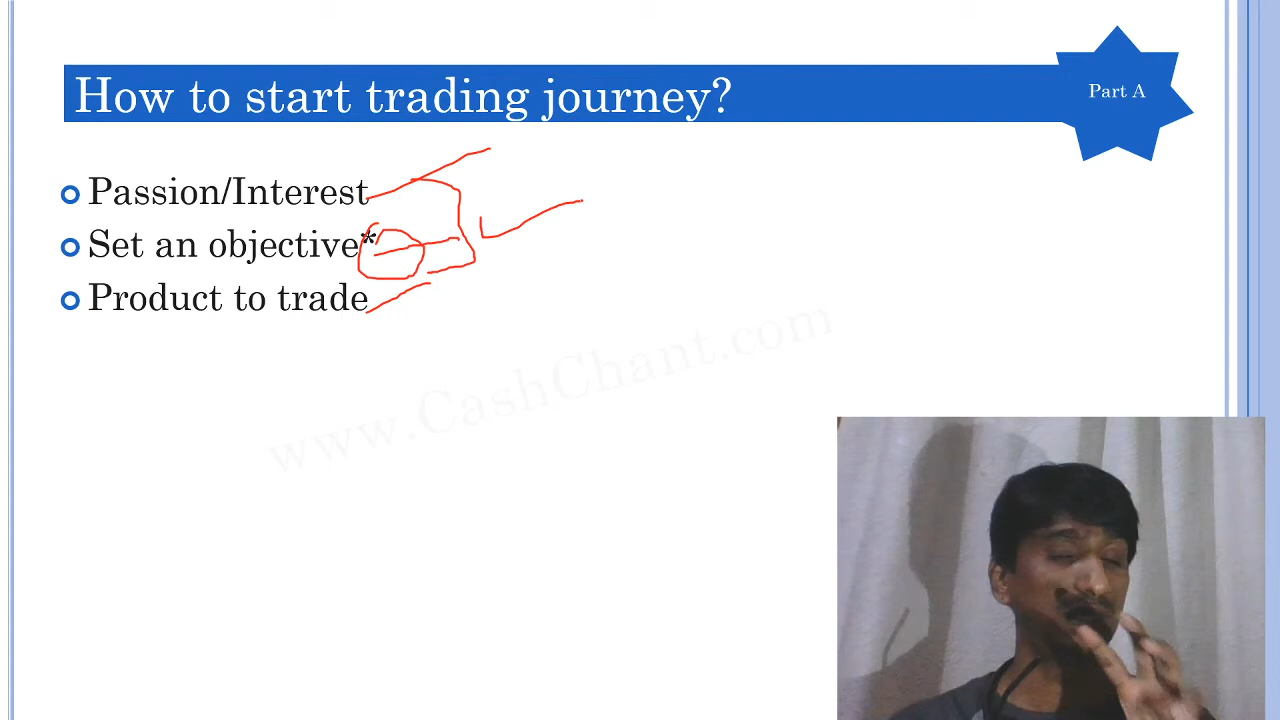 How to start trading journey?
Part A
Passion/Interest
Set an objective*
Product to trade
www.CashChant.com